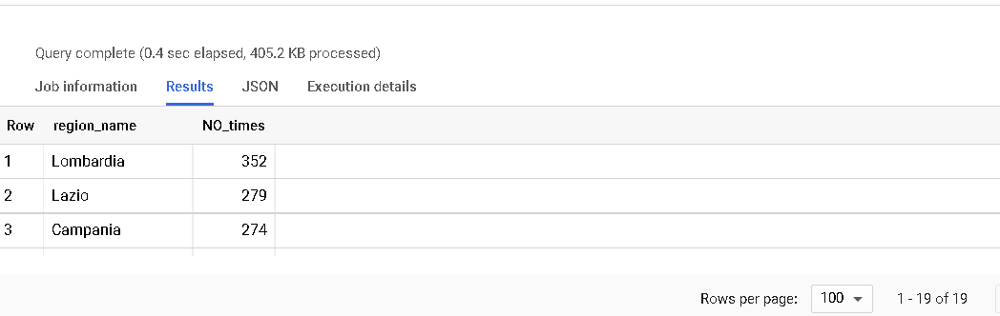 Query complete (0.4 sec elapsed, 405.2 KB processed)
Job information Results JSON Execution details
Row region_name NO_times
1 Lombardia 352
2 Lazio 279
3 Campania 274
Rows per page: 100 1 - 19 of 19